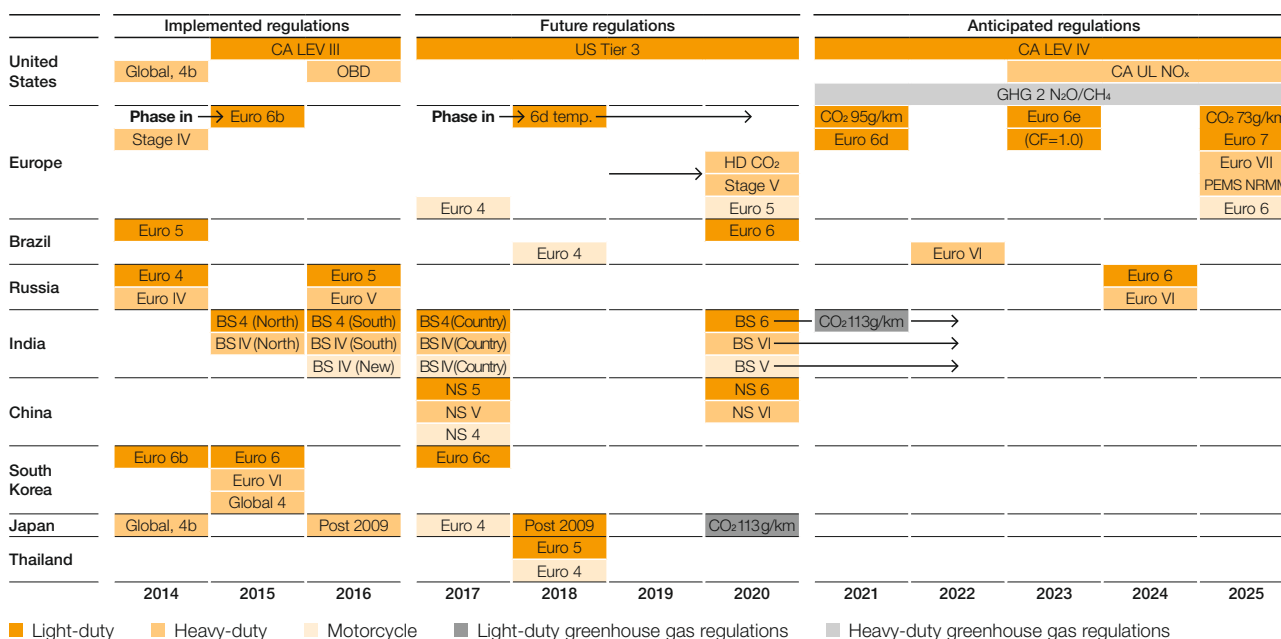 Implemented regulations Future regulations Anticipated regulations
United States
CA LEV III US Tier 3 CA LEV IV
Global, 4b OBD CA UL NOₓ
GHG 2 N₂O/CH₄
Europe
Phase in Euro 6b Phase in 6d temp. CO₂ 95g/km Euro 6e CO₂ 73g/km
Stage IV Euro 6d (CF=1.0) Euro 7
HD CO₂ Euro VII
Stage V PEMS NRMM
Euro 4 Euro 5 Euro 6
Brazil
Euro 5 Euro 6
Euro 4 Euro VI
Russia
Euro 4 Euro 5 Euro 6
Euro IV Euro V Euro VI
India
BS 4 (North) BS 4 (South) BS 4 (Country) BS 6 CO₂ 113g/km
BS IV (North) BS IV (South) BS IV (Country) BS VI
BS IV (New) BS IV (Country) BS V
China
NS 5 NS 6
NS V NS VI
NS 4
South Korea
Euro 6b Euro 6 Euro 6c
Euro VI
Global 4
Japan
Global, 4b Post 2009 Euro 4 Post 2009 CO₂ 113g/km
Thailand
Euro 5
Euro 4
2014 2015 2016 2017 2018 2019 2020 2021 2022 2023 2024 2025
Light-duty Heavy-duty Motorcycle Light-duty greenhouse gas regulations Heavy-duty greenhouse gas regulations